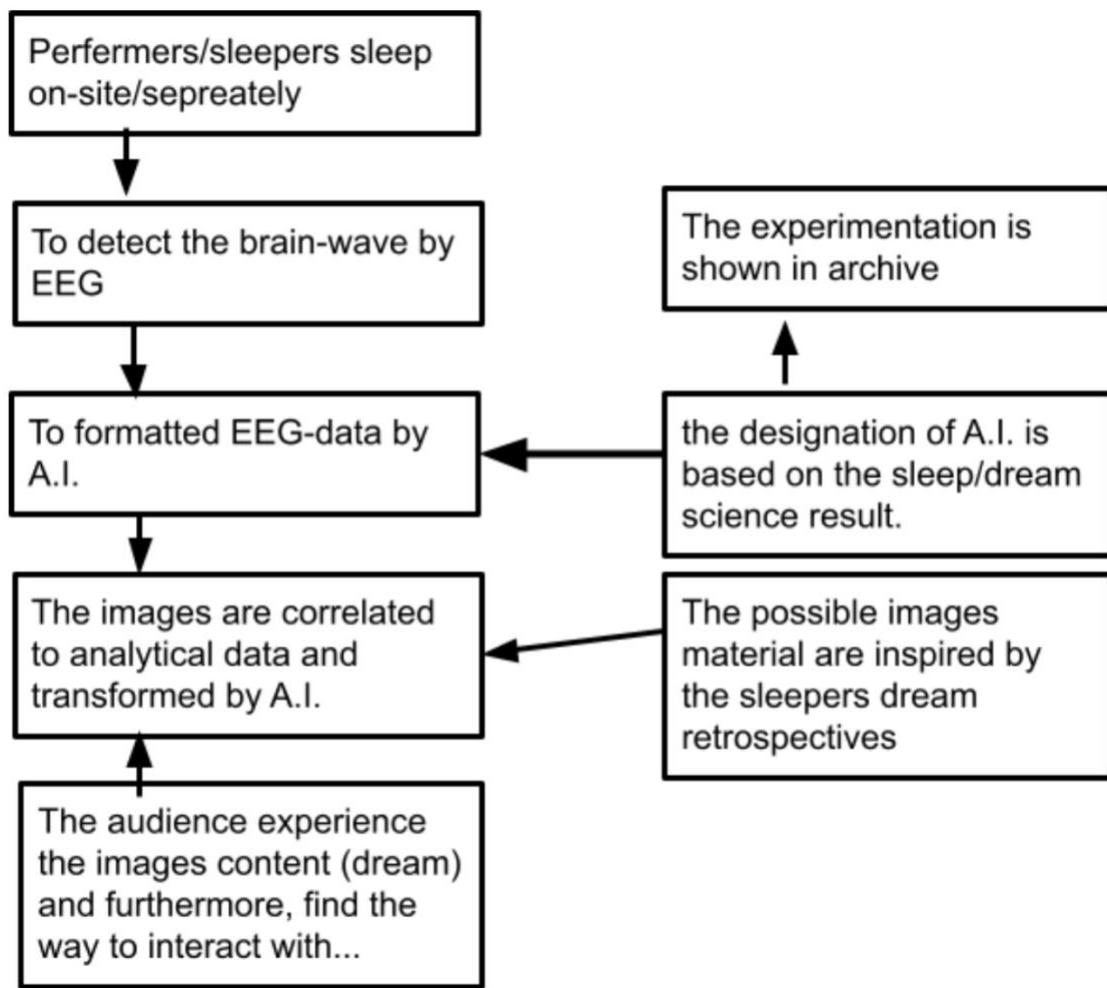 Perfermers/sleepers sleep
on-site/sepreately
To detect the brain-wave by
EEG
The experimentation is
shown in archive
To formatted EEG-data by
A.I.
the designation of A.I. is
based on the sleep/dream
science result.
The images are correlated
to analytical data and
transformed by A.I.
The possible images
material are inspired by
the sleepers dream
retrospectives
The audience experience
the images content (dream)
and furthermore, find the
way to interact with...